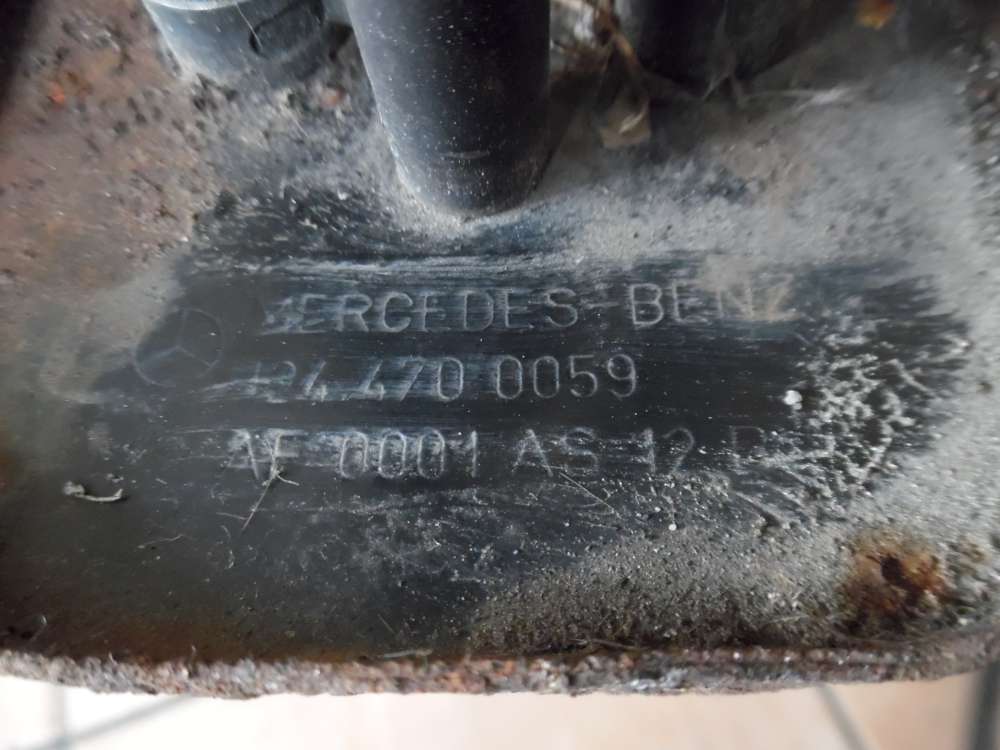 MERCEDES-BENZ
124 470 0059
AF 0001 AS 12